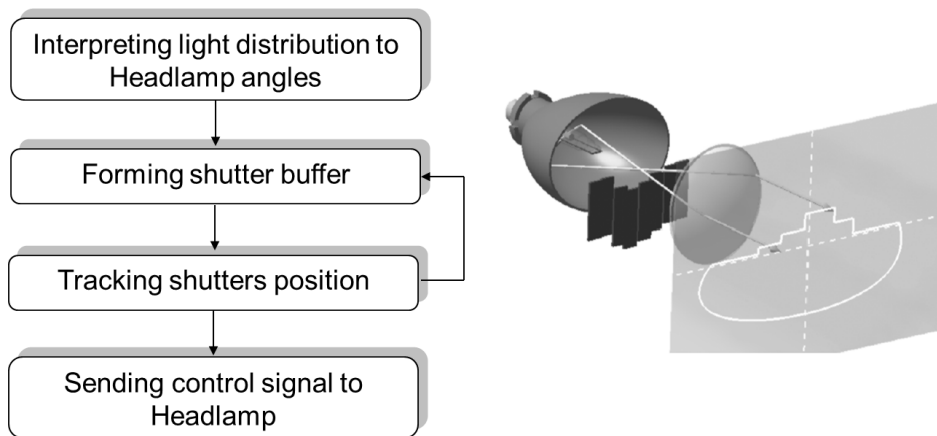 Interpreting light distribution to
Headlamp angles
Forming shutter buffer
Tracking shutters position
Sending control signal to
Headlamp